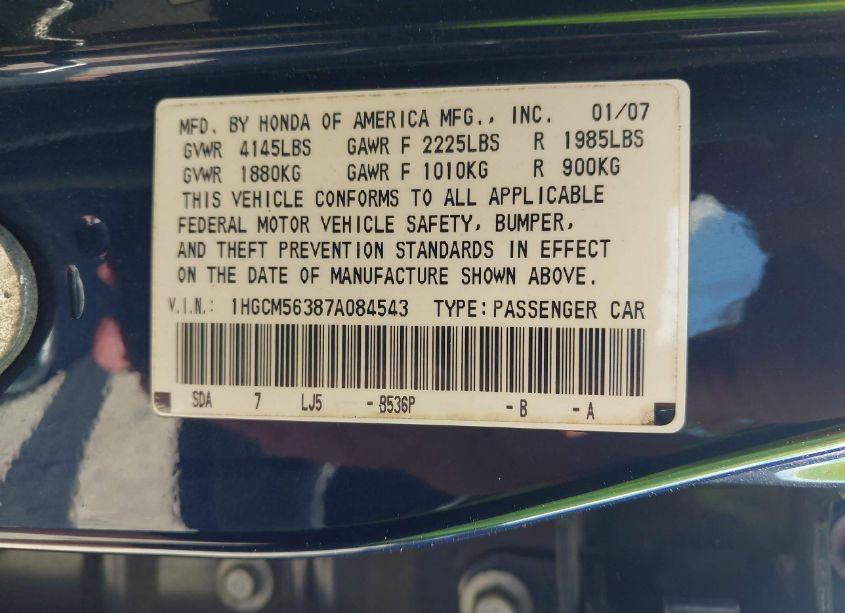 MFD. BY HONDA OF AMERICA MFG., INC. 01/07
GVWR 4145LBS GAWR F 2225LBS R 1985LBS
GVWR 1880KG GAWR F 1010KG R 900KG
THIS VEHICLE CONFORMS TO ALL APPLICABLE
FEDERAL MOTOR VEHICLE SAFETY, BUMPER,
AND THEFT PREVENTION STANDARDS IN EFFECT
ON THE DATE OF MANUFACTURE SHOWN ABOVE.
V.I.N.: 1HGCM56387A084543 TYPE: PASSENGER CAR
SDA 7 LJ5 - B536P - B - A